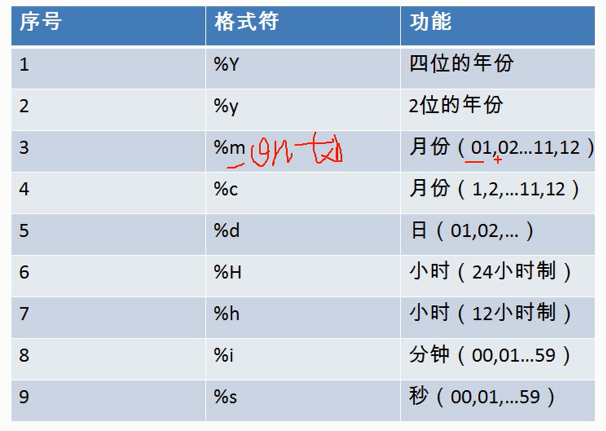 序号 格式符 功能
1 %Y 四位的年份
2 %y 2位的年份
3 %m 月份（01,02…11,12）
4 %c 月份（1,2,…11,12）
5 %d 日（01,02,…）
6 %H 小时（24小时制）
7 %h 小时（12小时制）
8 %i 分钟（00,01…59）
9 %s 秒（00,01,…59）